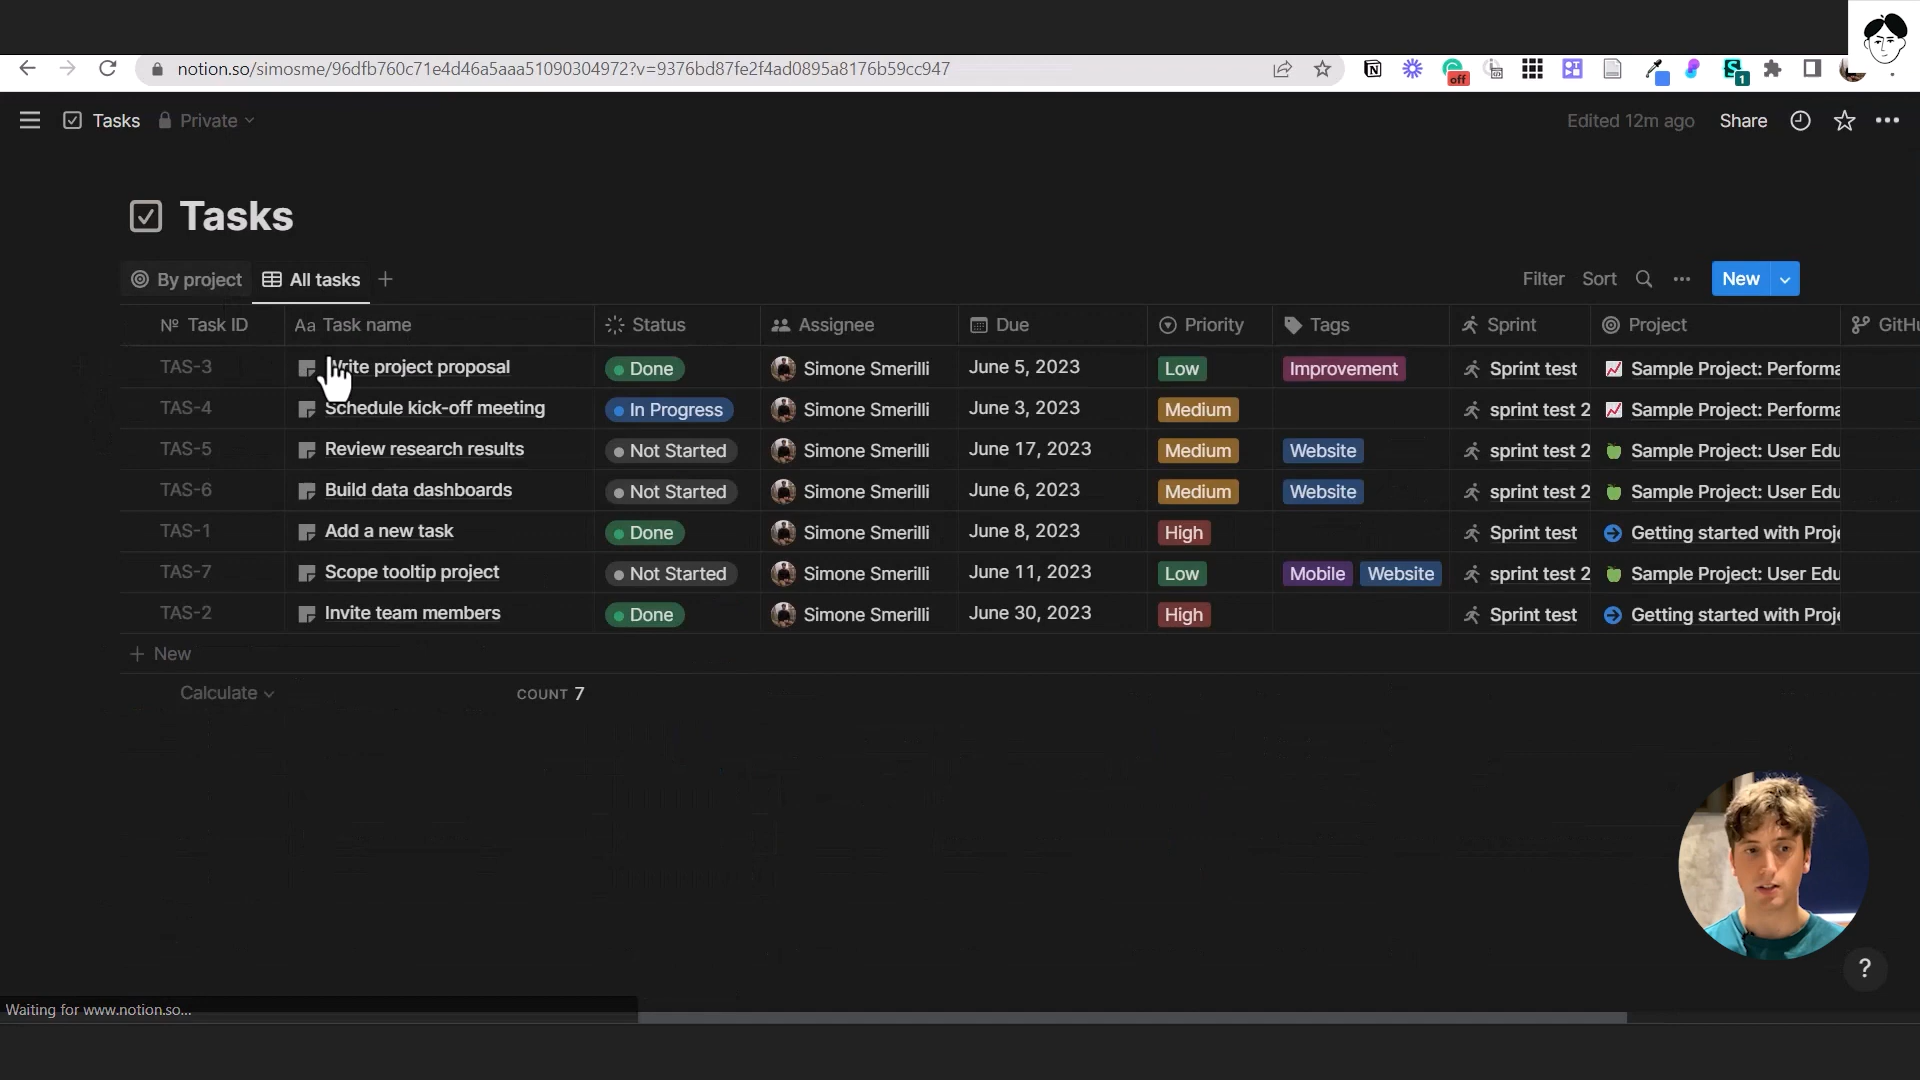 notion.so/simosme/96dfb760c71e4d46a5aaa51090304972?v=9376bd87fe2f4ad0895a8176b59cc947
off
1
Tasks Private Edited 12m ago Share
Tasks
By project All tasks Filter Sort New
Nº Task ID Aa Task name Status Assignee Due Priority Tags Sprint Project GitHu
TAS-3 Write project proposal Done Simone Smerilli June 5, 2023 Low Improvement Sprint test Sample Project: Performa
TAS-4 Schedule kick-off meeting In Progress Simone Smerilli June 3, 2023 Medium sprint test 2 Sample Project: Performa
TAS-5 Review research results Not Started Simone Smerilli June 17, 2023 Medium Website sprint test 2 Sample Project: User Edu
TAS-6 Build data dashboards Not Started Simone Smerilli June 6, 2023 Medium Website sprint test 2 Sample Project: User Edu
TAS-1 Add a new task Done Simone Smerilli June 8, 2023 High Sprint test Getting started with Proje
TAS-7 Scope tooltip project Not Started Simone Smerilli June 11, 2023 Low Mobile Website sprint test 2 Sample Project: User Edu
TAS-2 Invite team members Done Simone Smerilli June 30, 2023 High Sprint test Getting started with Proje
+ New
Calculate COUNT 7
?
Waiting for www.notion.so...